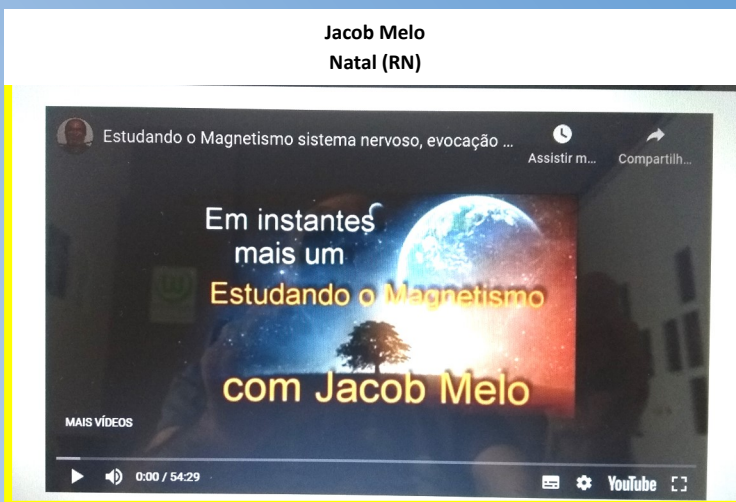 Jacob Melo
Natal (RN)
Estudando o Magnetismo sistema nervoso, evocação ...
Assistir m...
Compartilh...
Em instantes
mais um
Estudando o Magnetismo
com Jacob Melo
MAIS VÍDEOS
0:00 / 54:29
YouTube